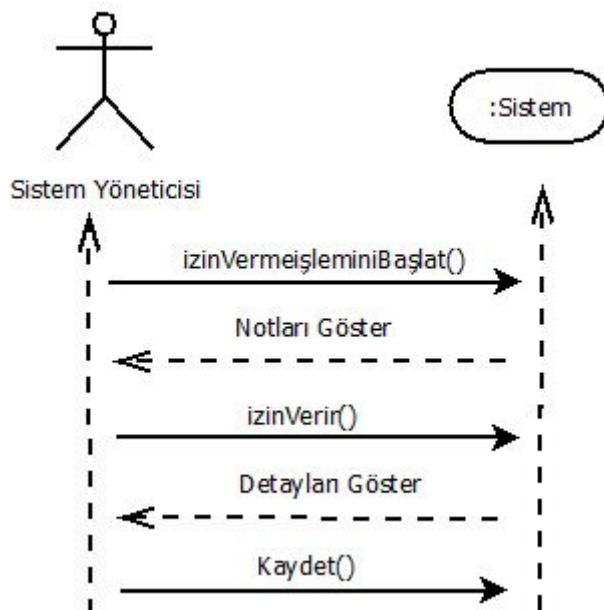 :Sistem
Sistem Yöneticisi
izinVermeişleminiBaşlat()
Notları Göster
izinVerir()
Detayları Göster
Kaydet()